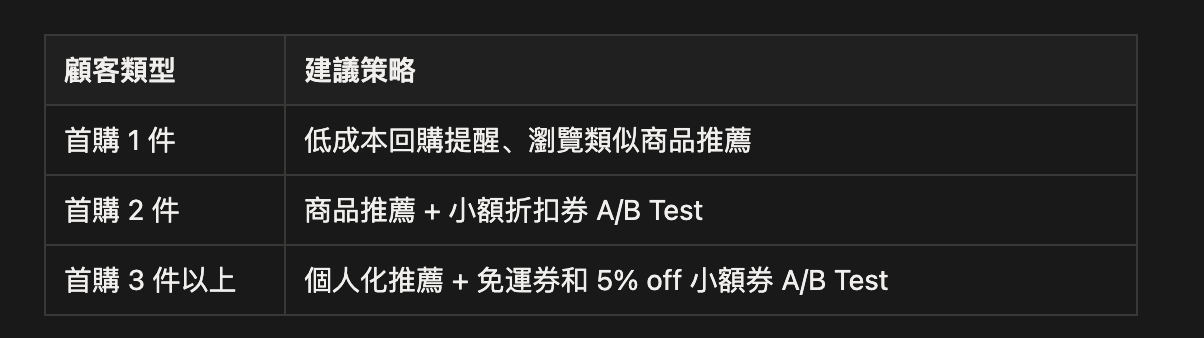 顧客類型 建議策略
首購 1 件 低成本回購提醒、瀏覽類似商品推薦
首購 2 件 商品推薦 + 小額折扣券 A/B Test
首購 3 件以上 個人化推薦 + 免運券和 5% off 小額券 A/B Test